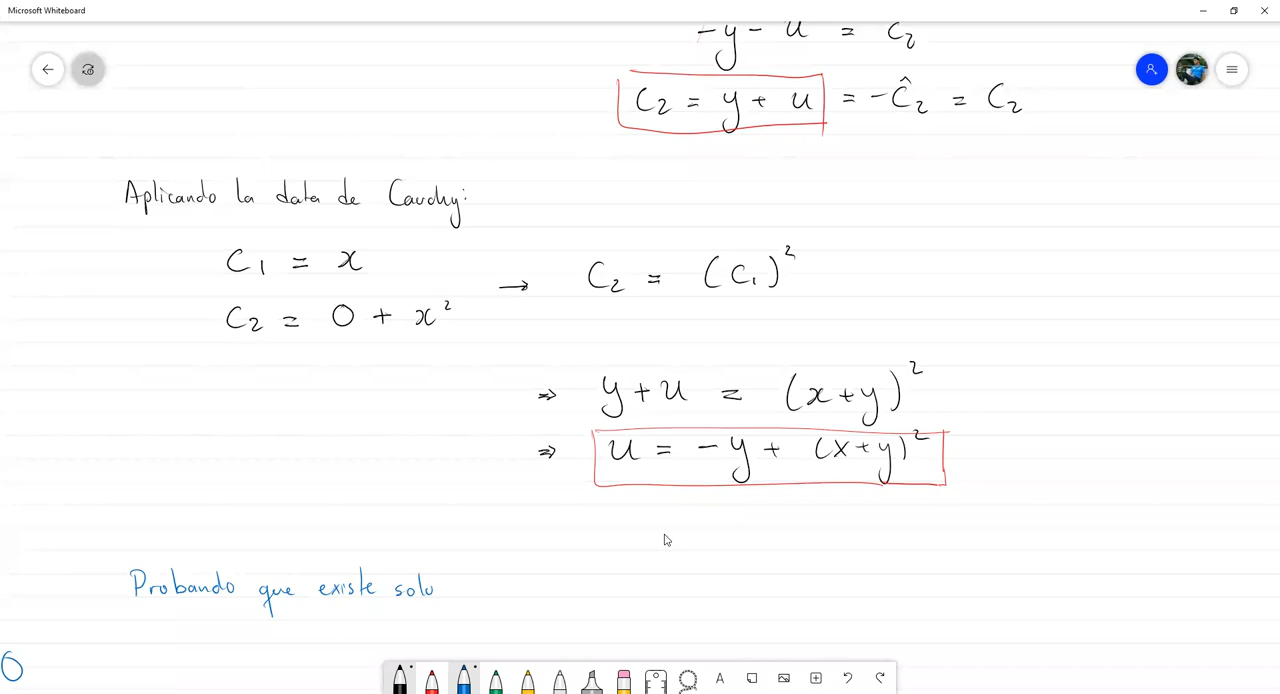 Microsoft Whiteboard
-y - u = C₂
C₂ = y + u = -Ĉ₂ = C₂
Aplicando la data de Cauchy:
C₁ = x
C₂ = 0 + x²
→ C₂ = (C₁)²
⇒ y + u = (x+y)²
⇒ u = -y + (x+y)²
Probando que existe solo